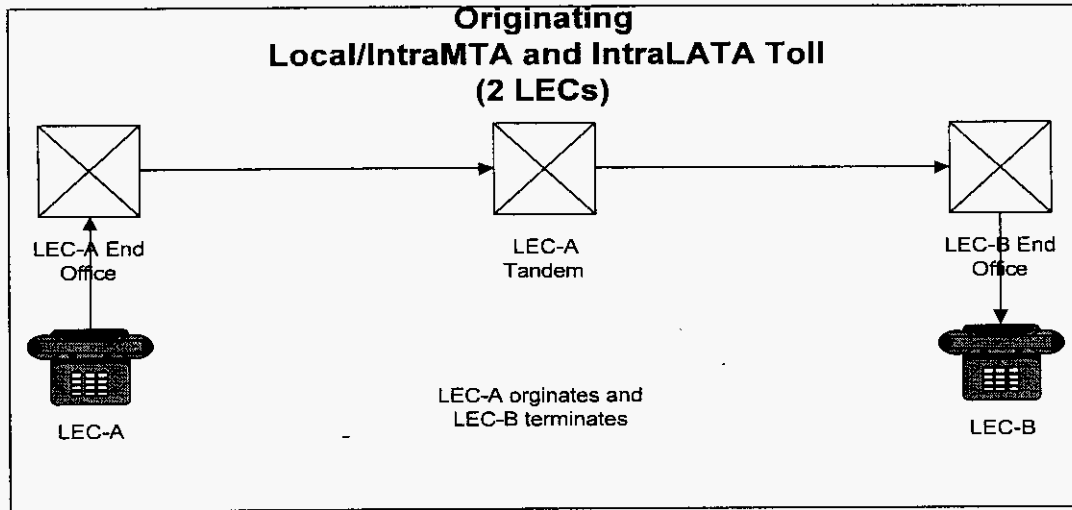 Originating
Local/IntraMTA and IntraLATA Toll
(2 LECs)
LEC-A End
Office
LEC-A
Tandem
LEC-B End
Office
LEC-A orginates and
LEC-B terminates
LEC-A
LEC-B